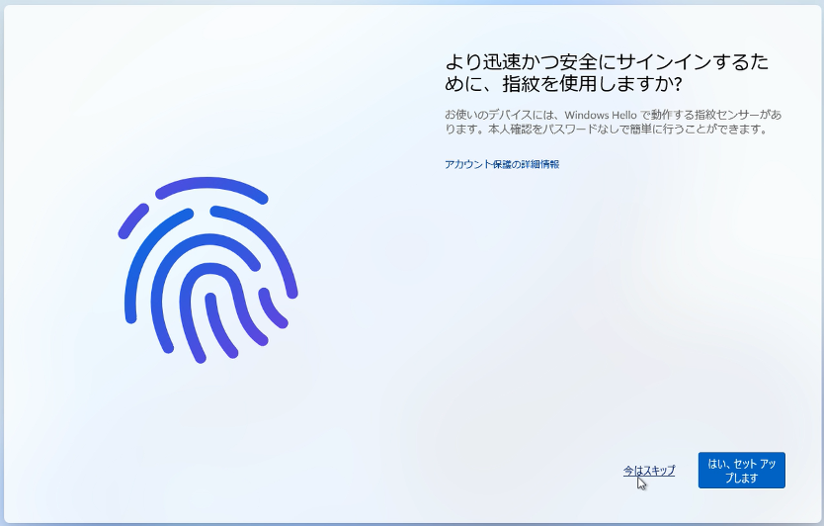 より迅速かつ安全にサインインするた
めに、指紋を使用しますか?
お使いのデバイスには、Windows Hello で動作する指紋センサーがあ
ります。本人確認をパスワードなしで簡単に行うことができます。
アカウント保護の詳細情報
今はスキップ
はい、セット アッ
プします